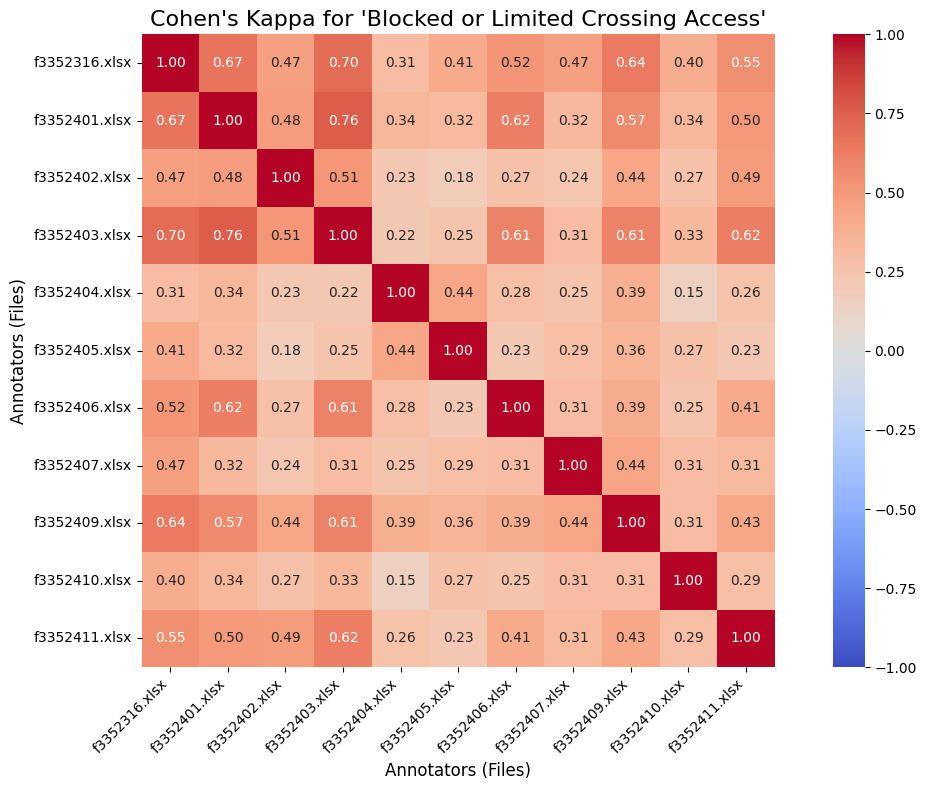 Cohen's Kappa for 'Blocked or Limited Crossing Access'
f3352316.xlsx 1.00 0.67 0.47 0.70 0.31 0.41 0.52 0.47 0.64 0.40 0.55
f3352401.xlsx 0.67 1.00 0.48 0.76 0.34 0.32 0.62 0.32 0.57 0.34 0.50
f3352402.xlsx 0.47 0.48 1.00 0.51 0.23 0.18 0.27 0.24 0.44 0.27 0.49
f3352403.xlsx 0.70 0.76 0.51 1.00 0.22 0.25 0.61 0.31 0.61 0.33 0.62
f3352404.xlsx 0.31 0.34 0.23 0.22 1.00 0.44 0.28 0.25 0.39 0.15 0.26
f3352405.xlsx 0.41 0.32 0.18 0.25 0.44 1.00 0.23 0.29 0.36 0.27 0.23
f3352406.xlsx 0.52 0.62 0.27 0.61 0.28 0.23 1.00 0.31 0.39 0.25 0.41
f3352407.xlsx 0.47 0.32 0.24 0.31 0.25 0.29 0.31 1.00 0.44 0.31 0.31
f3352409.xlsx 0.64 0.57 0.44 0.61 0.39 0.36 0.39 0.44 1.00 0.31 0.43
f3352410.xlsx 0.40 0.34 0.27 0.33 0.15 0.27 0.25 0.31 0.31 1.00 0.29
f3352411.xlsx 0.55 0.50 0.49 0.62 0.26 0.23 0.41 0.31 0.43 0.29 1.00
Annotators (Files)
f3352316.xlsx f3352401.xlsx f3352402.xlsx f3352403.xlsx f3352404.xlsx f3352405.xlsx f3352406.xlsx f3352407.xlsx f3352409.xlsx f3352410.xlsx f3352411.xlsx
Annotators (Files)
1.00
0.75
0.50
0.25
0.00
−0.25
−0.50
−0.75
−1.00